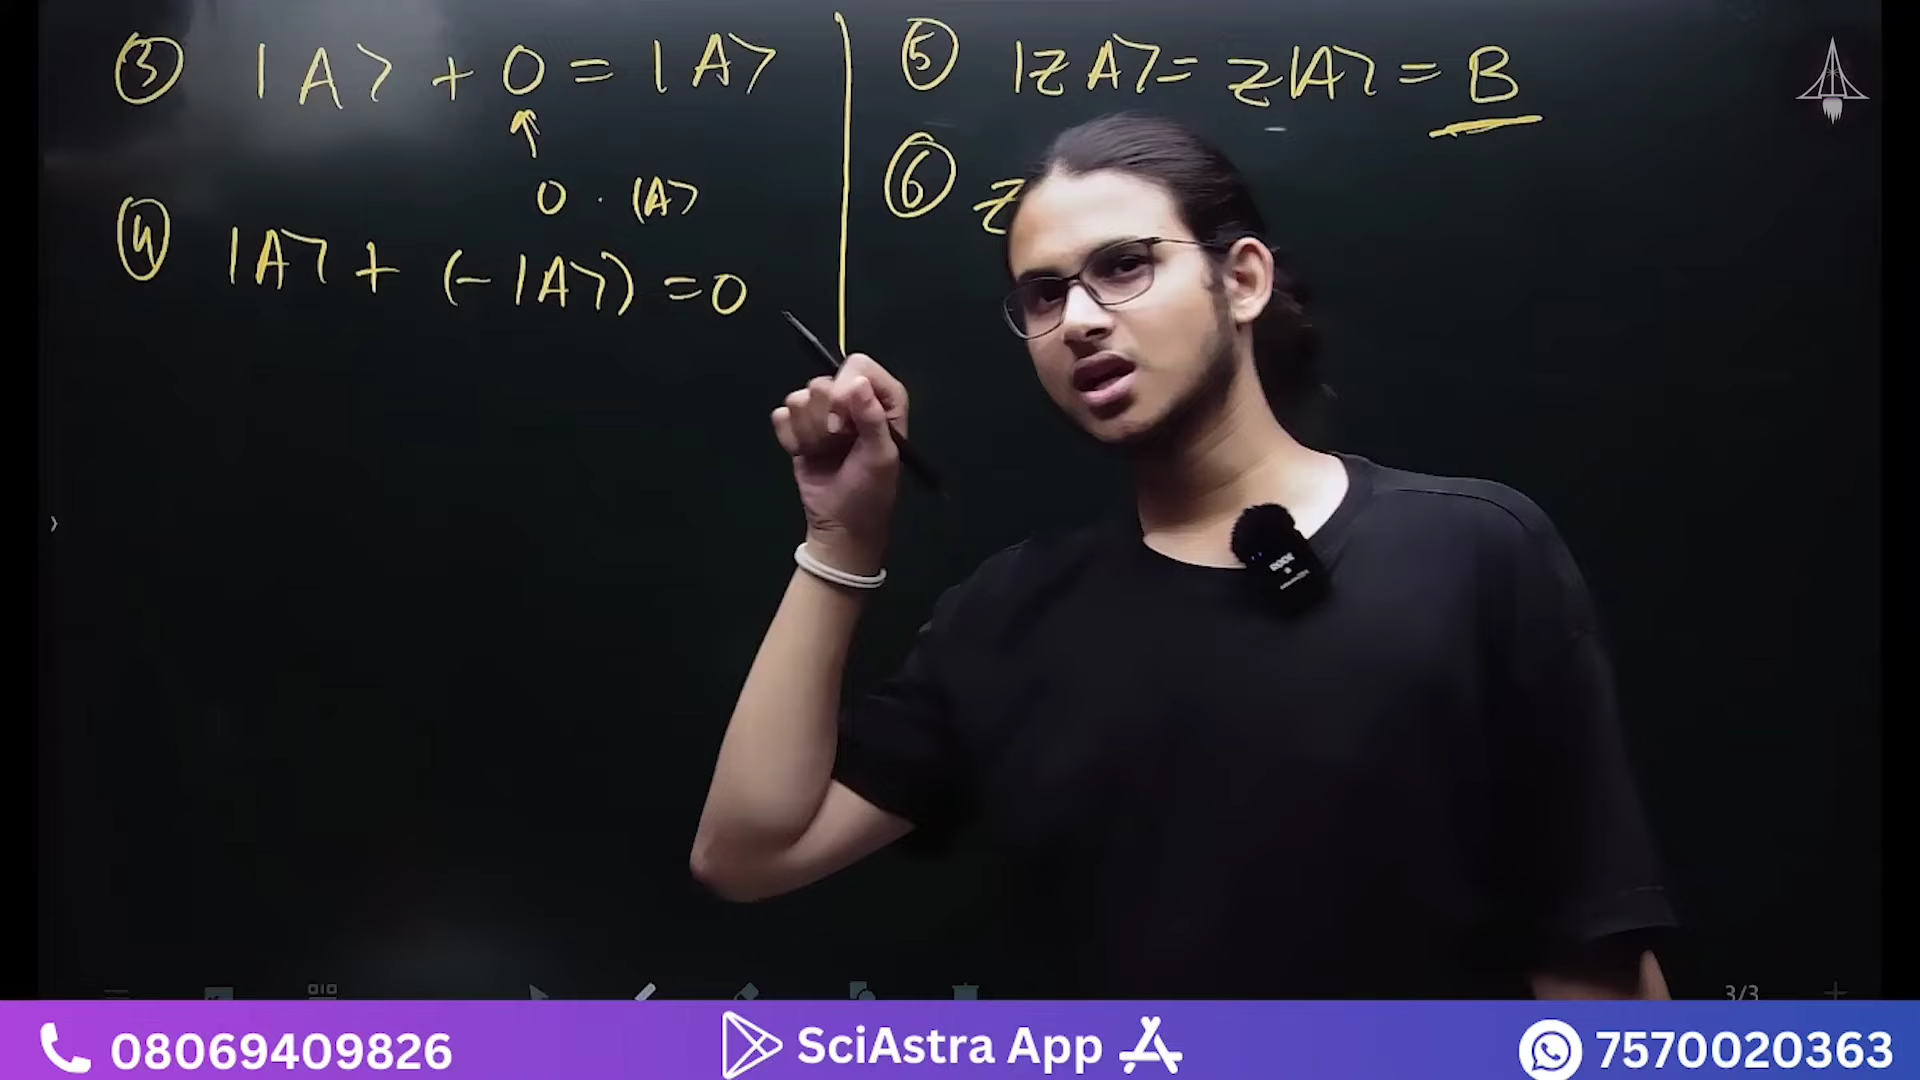 ③ |A⟩ + 0 = |A⟩
↑
0 · |A⟩
④ |A⟩ + (-|A⟩) = 0
⑤ |zA⟩ = z|A⟩ = B
⑥ z
3/3
08069409826
SciAstra App
7570020363